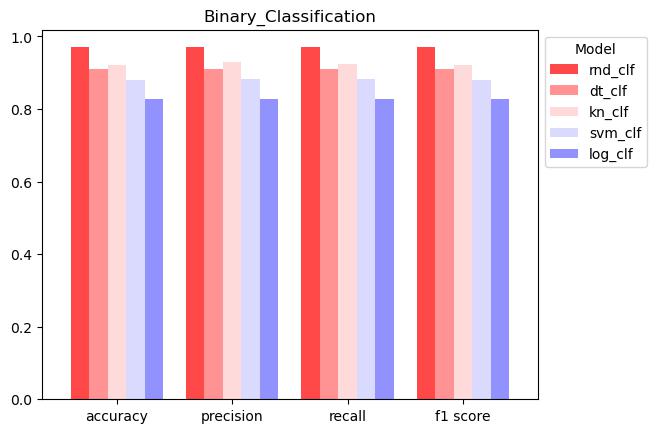 Binary_Classification
1.0
0.8
0.6
0.4
0.2
0.0
accuracy
precision
recall
f1 score
Model
rnd_clf
dt_clf
kn_clf
svm_clf
log_clf